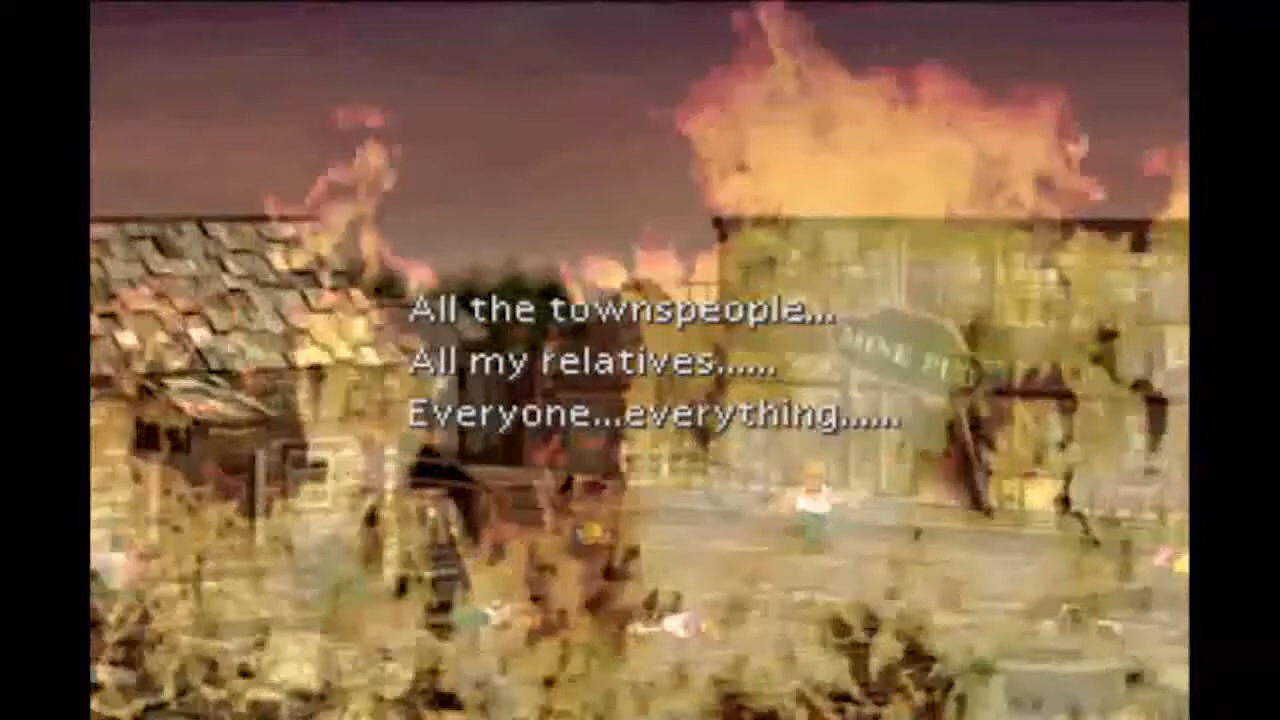 All the townspeople...
All my relatives......
Everyone...everything......